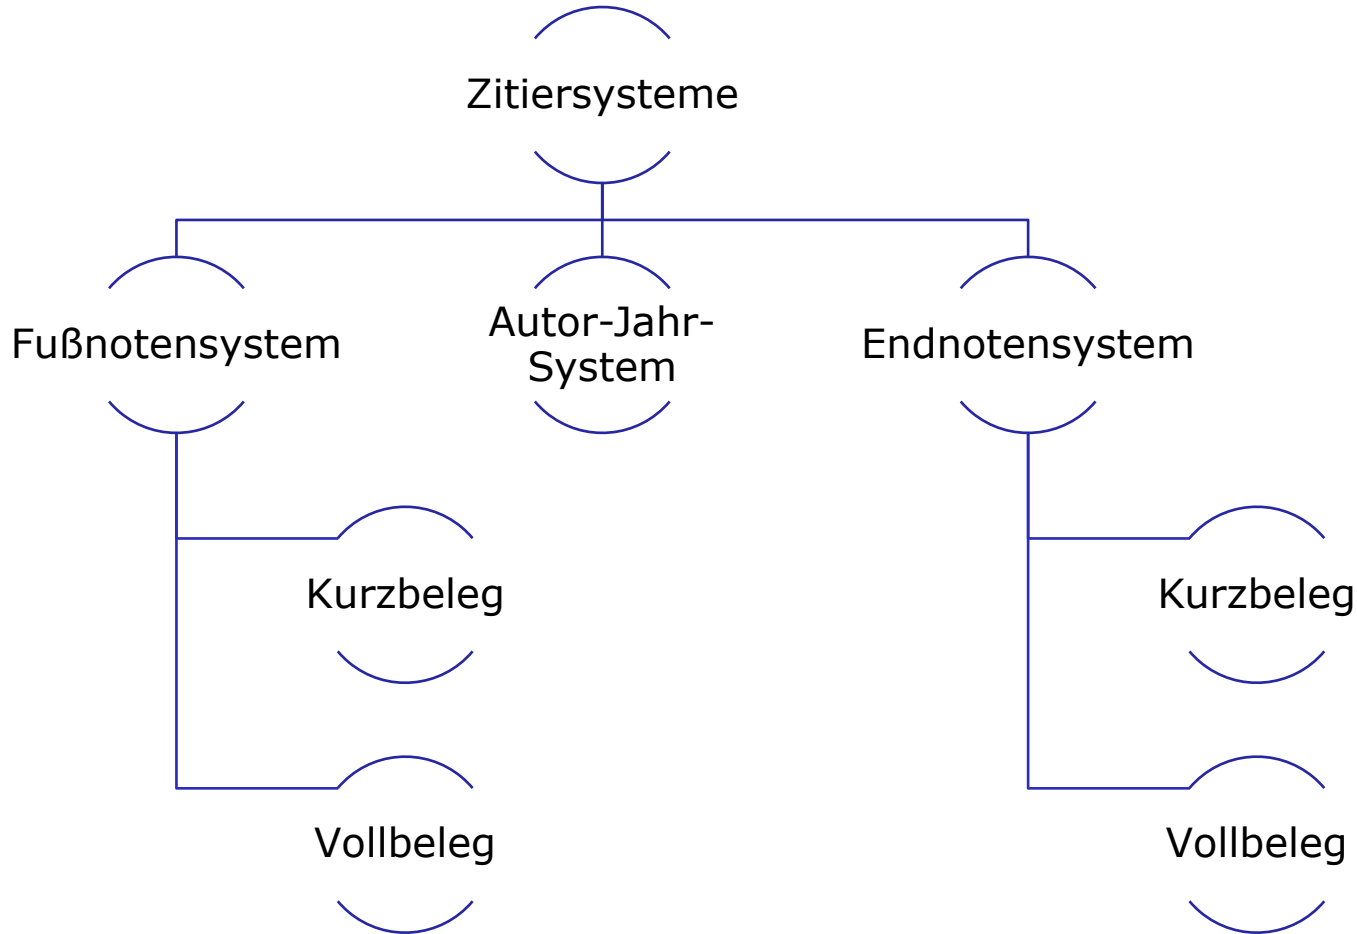 Zitiersysteme
Fußnotensystem
Autor-Jahr-
System
Endnotensystem
Kurzbeleg
Kurzbeleg
Vollbeleg
Vollbeleg